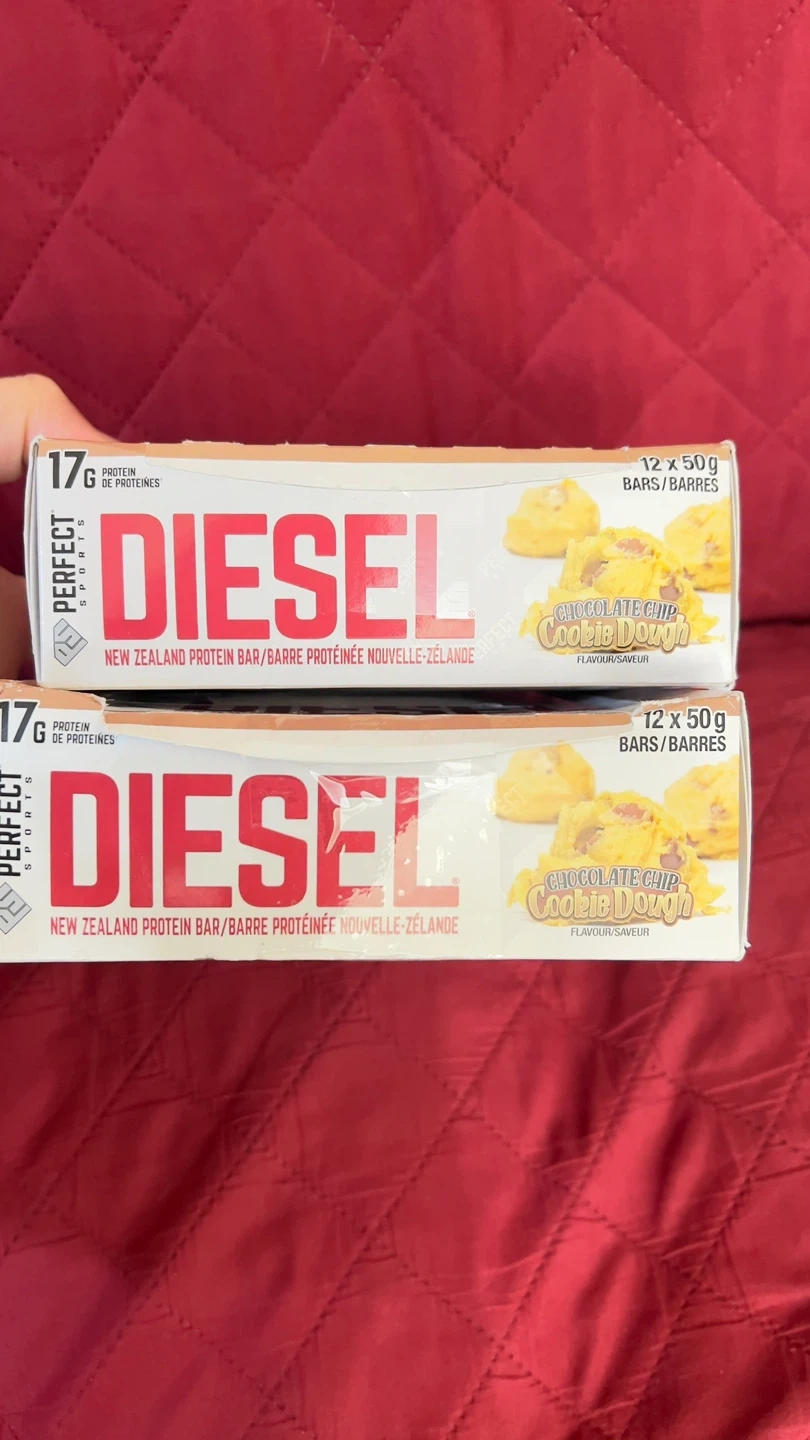 17G PROTEIN
DE PROTÉINES
12 x 50g
BARS/BARRES
PERFECT
SPORTS
DIESEL®
NEW ZEALAND PROTEIN BAR/BARRE PROTÉINÉE NOUVELLE-ZÉLANDE
CHOCOLATE CHIP
Cookie Dough
FLAVOUR/SAVEUR
17G PROTEIN
DE PROTÉINES
12 x 50g
BARS/BARRES
PERFECT
SPORTS
DIESEL®
NEW ZEALAND PROTEIN BAR/BARRE PROTÉINÉE NOUVELLE-ZÉLANDE
CHOCOLATE CHIP
Cookie Dough
FLAVOUR/SAVEUR